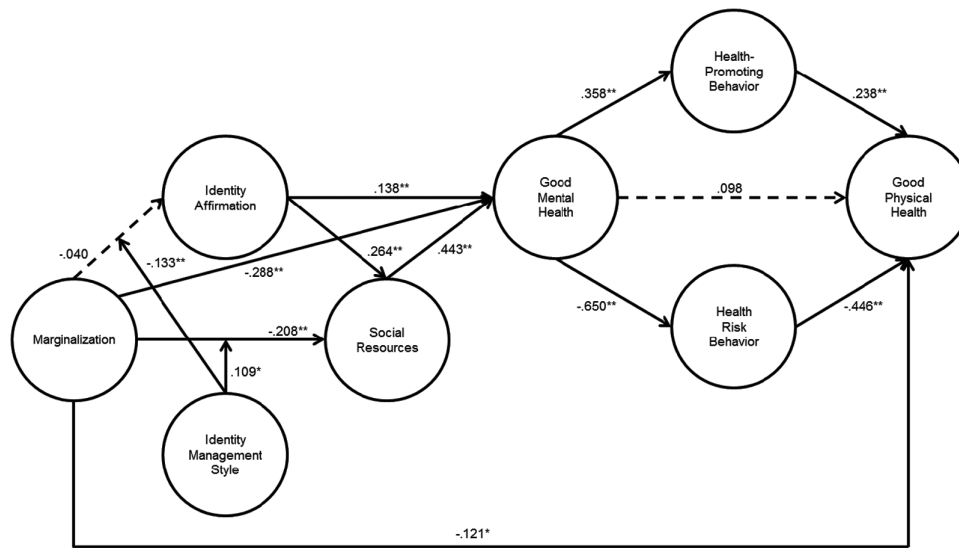 Health-
Promoting
Behavior
.358**
.238**
Identity
Affirmation
.138**
Good
Mental
Health
.098
Good
Physical
Health
-.040
-.133**
.264**
.443**
-.288**
-.650**
-.446**
Marginalization
-.208**
Social
Resources
Health
Risk
Behavior
.109*
Identity
Management
Style
-.121*